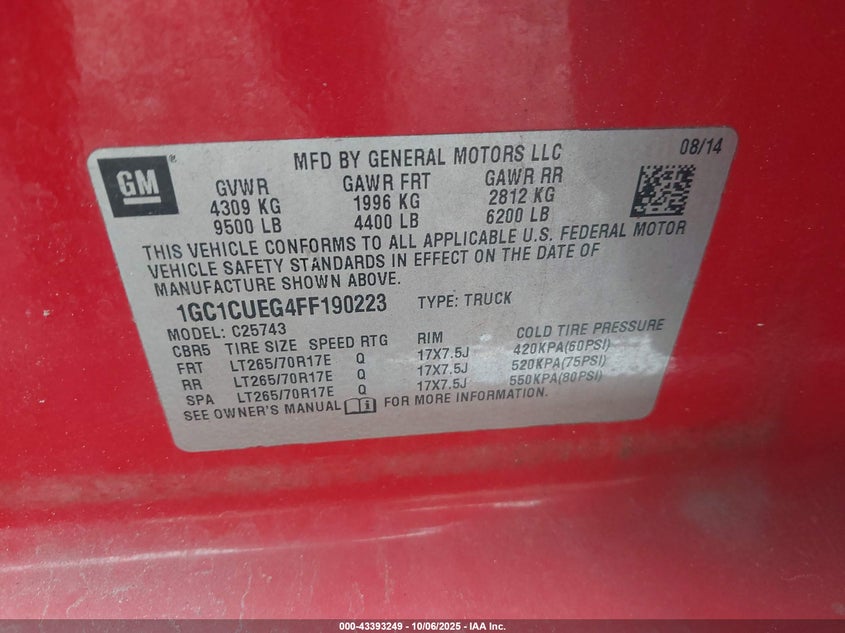 GM®
MFD BY GENERAL MOTORS LLC 08/14
GVWR GAWR FRT GAWR RR
4309 KG 1996 KG 2812 KG
9500 LB 4400 LB 6200 LB
THIS VEHICLE CONFORMS TO ALL APPLICABLE U.S. FEDERAL MOTOR
VEHICLE SAFETY STANDARDS IN EFFECT ON THE DATE OF
MANUFACTURE SHOWN ABOVE.
1GC1CUEG4FF190223 TYPE: TRUCK
MODEL: C25743
CBR5 TIRE SIZE SPEED RTG RIM COLD TIRE PRESSURE
FRT LT265/70R17E Q 17X7.5J 420KPA(60PSI)
RR LT265/70R17E Q 17X7.5J 520KPA(75PSI)
SPA LT265/70R17E Q 17X7.5J 550KPA(80PSI)
SEE OWNER'S MANUAL FOR MORE INFORMATION.
000-43393249 - 10/06/2025 - IAA Inc.